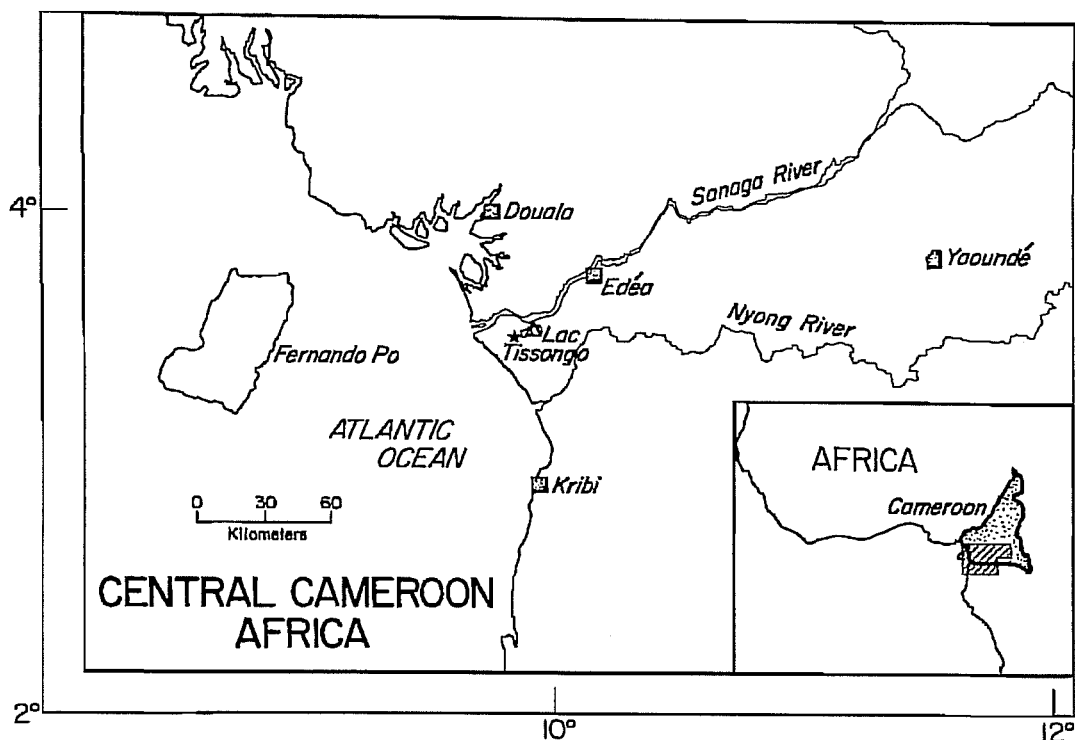 4°
Douala
Sanaga River
Yaoundé
Edéa
Nyong River
Lac
Tissongo
Fernando Po
ATLANTIC
OCEAN
Kribi
0 30 60
Kilometers
CENTRAL CAMEROON
AFRICA
AFRICA
Cameroon
2°
10°
12°